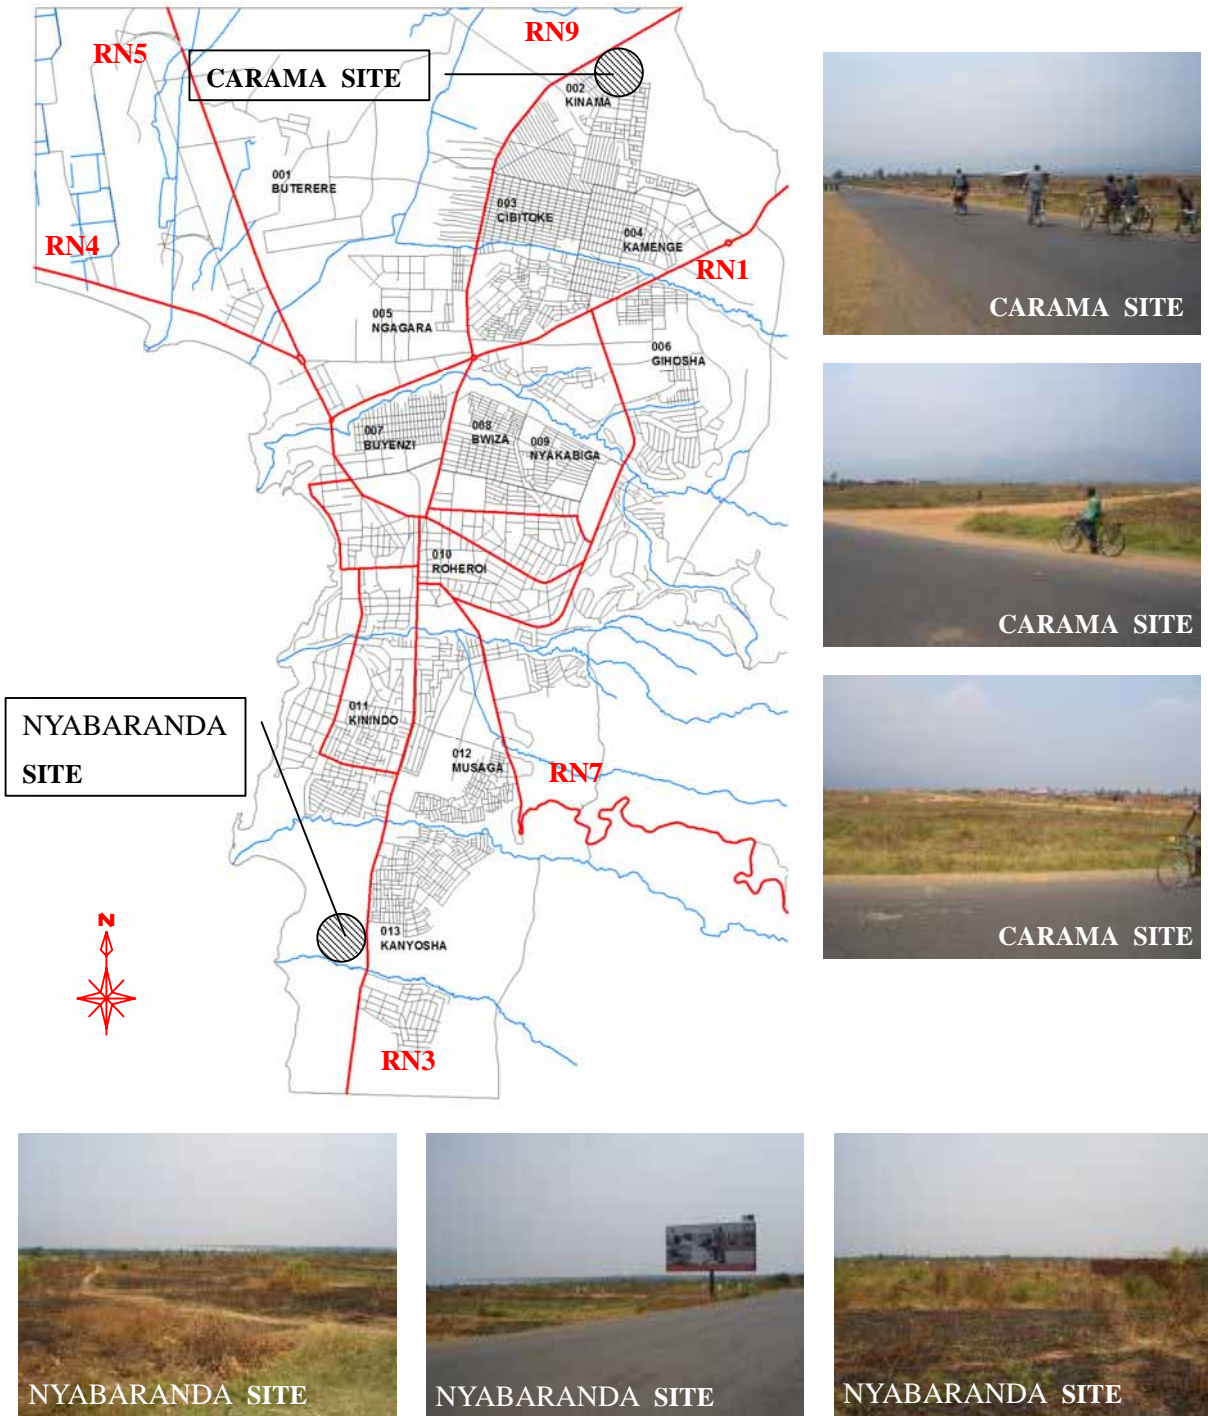 RN5
RN9
CARAMA SITE
002
KINAMA
001
BUTERERE
003
CIBITOKE
004
KAMENGE
RN4
RN1
005
NGAGARA
006
GIHOSHA
007
BUYENZI
008
BWIZA
009
NYAKABIGA
010
ROHEROI
011
KININDO
012
MUSAGA
NYABARANDA
SITE
RN7
N
013
KANYOSHA
RN3
CARAMA SITE
CARAMA SITE
CARAMA SITE
NYABARANDA SITE
NYABARANDA SITE
NYABARANDA SITE